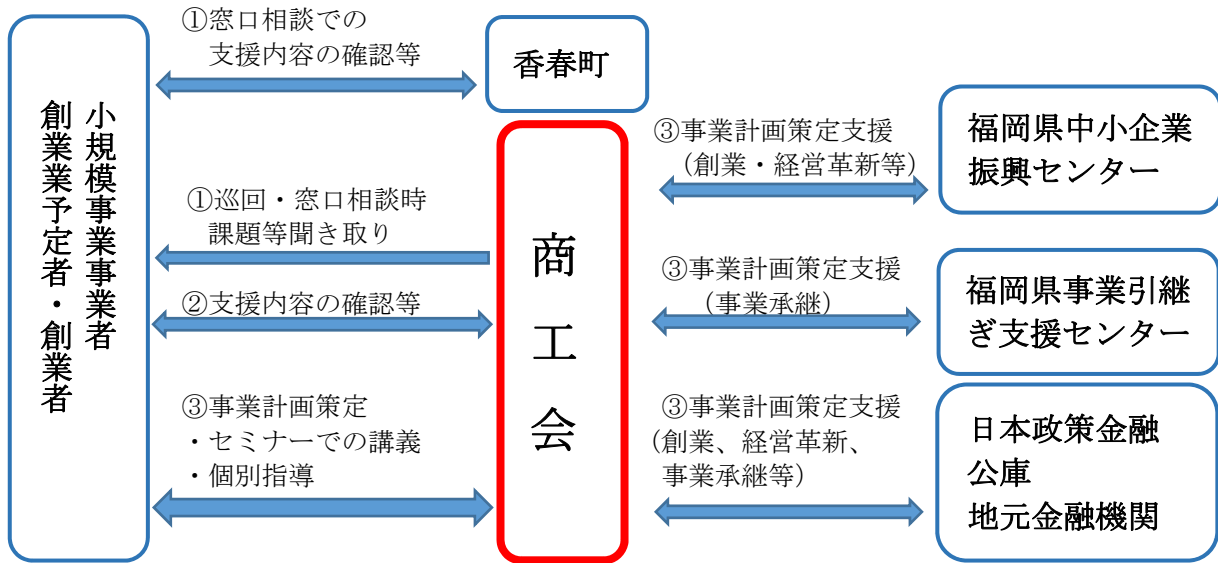 小規模事業事業者
創業業予定者・創業者
①窓口相談での
支援内容の確認等
香春町
①巡回・窓口相談時
課題等聞き取り
②支援内容の確認等
③事業計画策定
・セミナーでの講義
・個別指導
商工会
③事業計画策定支援
(創業・経営革新等)
福岡県中小企業
振興センター
③事業計画策定支援
(事業承継)
福岡県事業引継
ぎ支援センター
③事業計画策定支援
(創業、経営革新、
事業承継等)
日本政策金融
公庫
地元金融機関